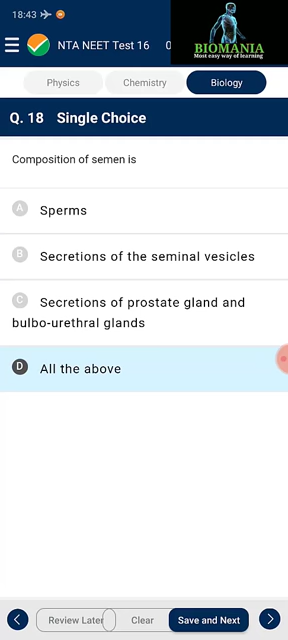 18:43
NTA NEET Test 16 0
BIOMANIA
Most easy way of learning
Physics Chemistry Biology
Q. 18 Single Choice
Composition of semen is
A Sperms
B Secretions of the seminal vesicles
C Secretions of prostate gland and
bulbo-urethral glands
D All the above
Review Later Clear Save and Next